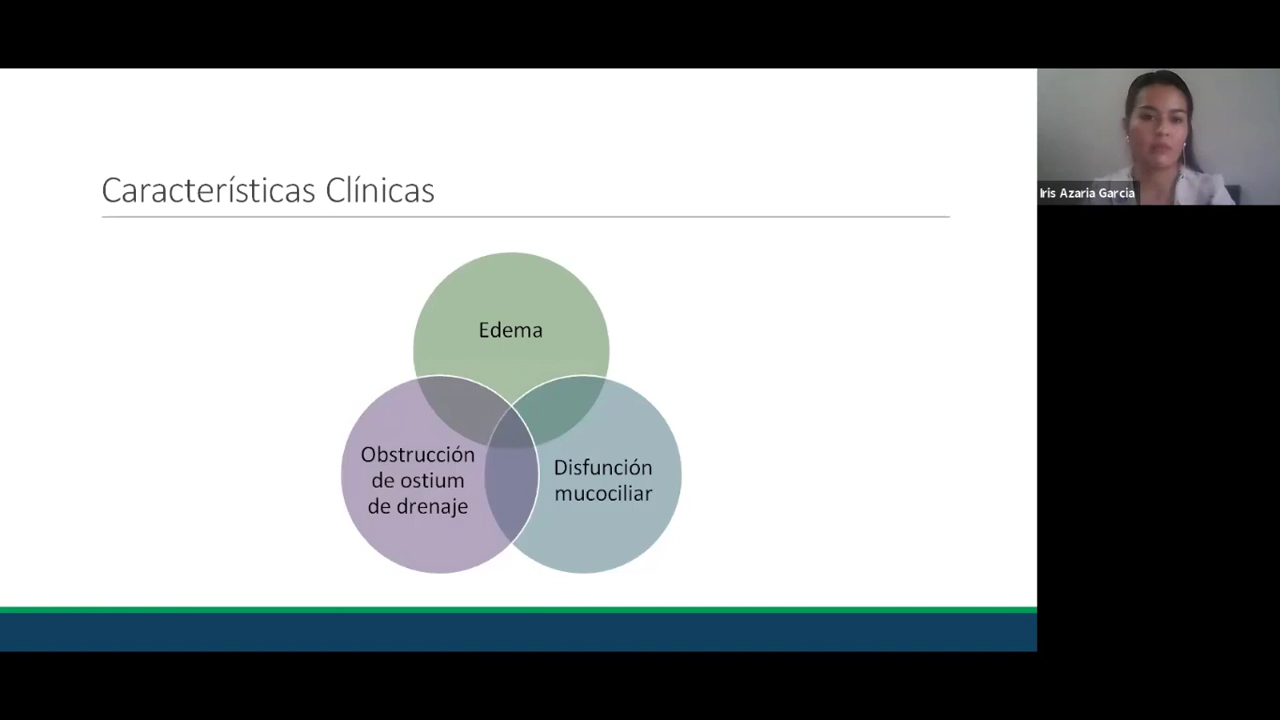 Características Clínicas
Edema
Obstrucción
de ostium
de drenaje
Disfunción
mucociliar
Iris Azaria Garcia